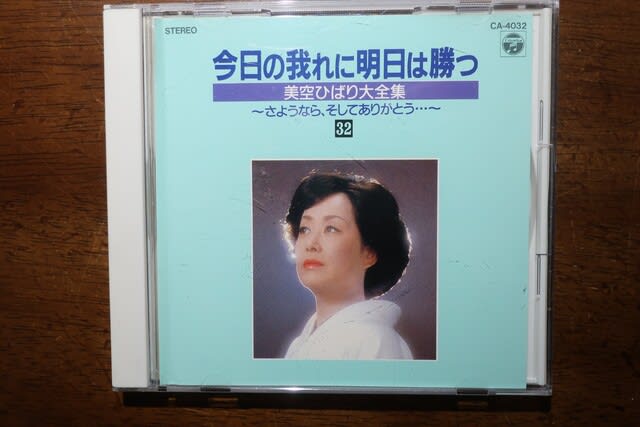 STEREO
CA-4032
Columbia
今日の我れに明日は勝つ
美空ひばり大全集
〜さようなら、そしてありがとう…〜
32